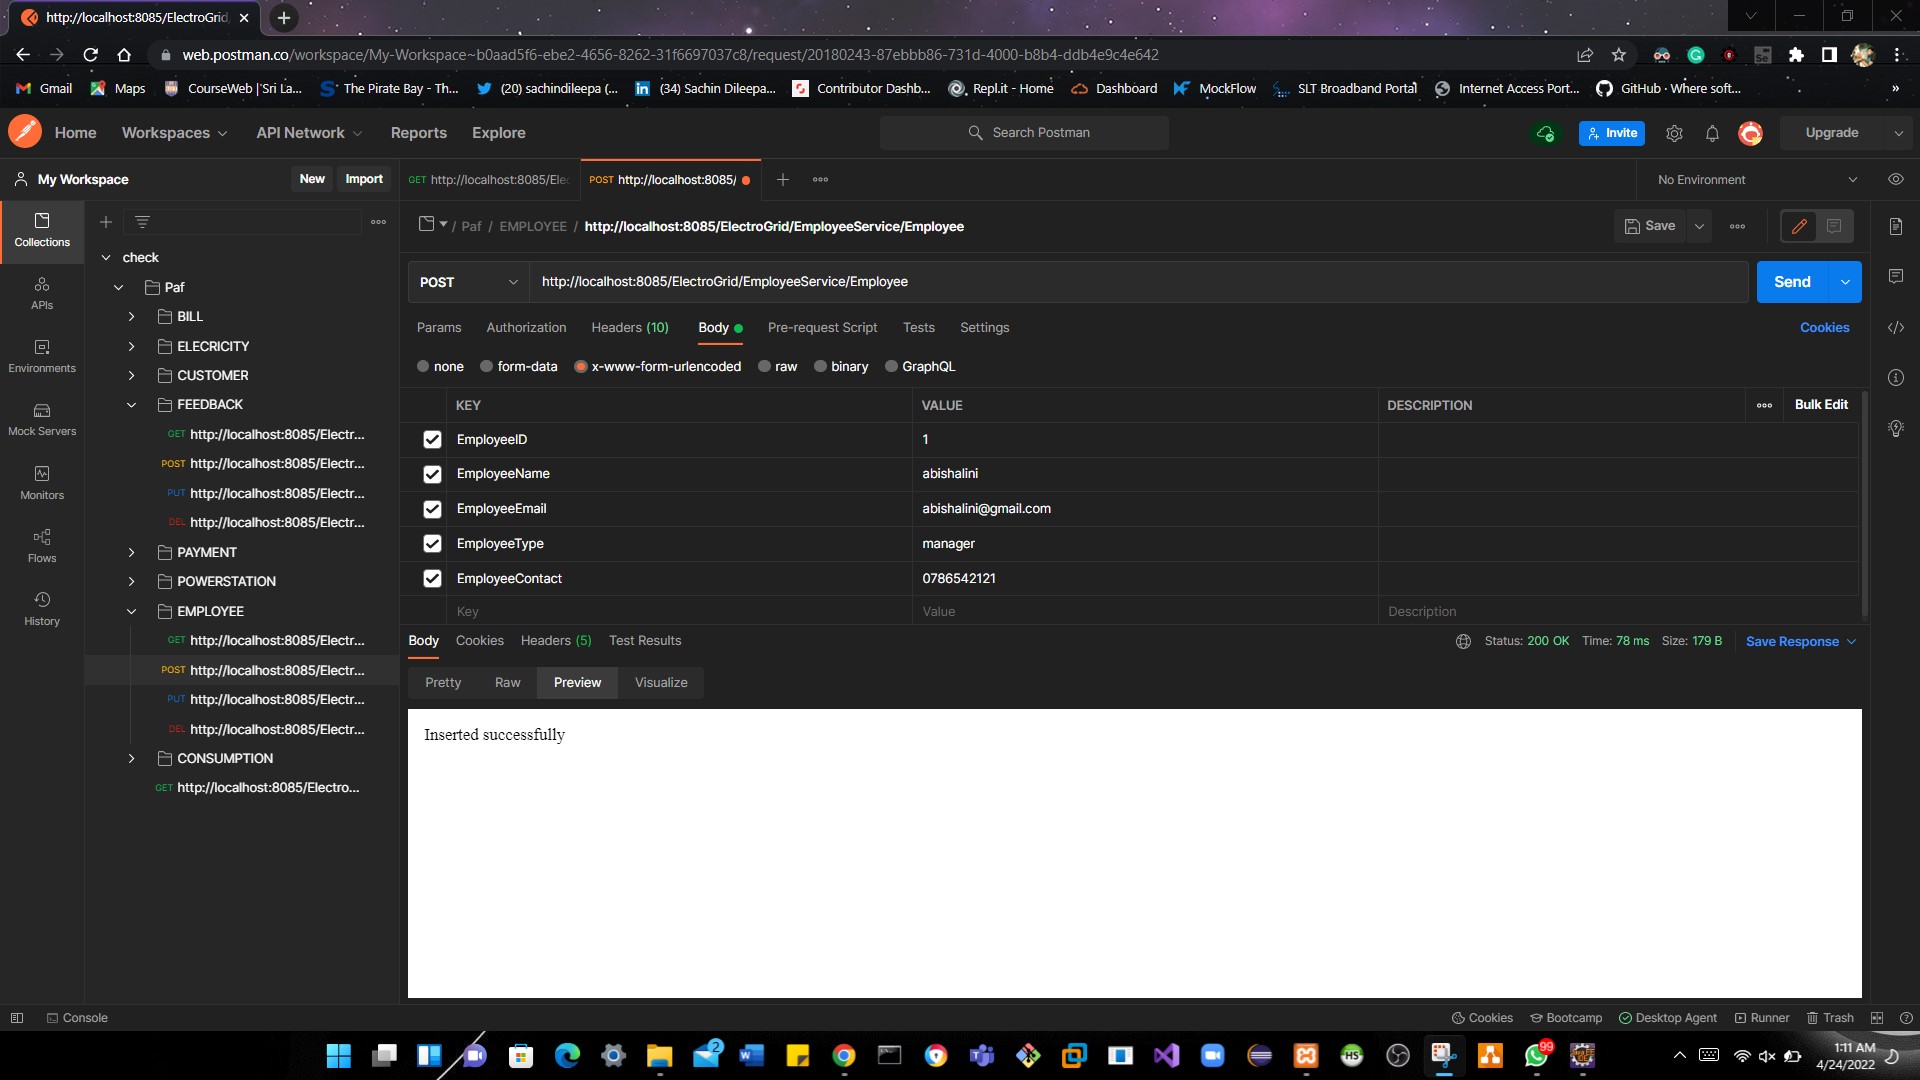 http://localhost:8085/ElectroGrid
web.postman.co/workspace/My-Workspace~b0aad5f6-ebe2-4656-8262-31f6697037c8/request/20180243-87ebbb86-731d-4000-b8b4-ddb4e9c4e642
Gmail Maps CourseWeb | Sri La... The Pirate Bay - Th... (20) sachindileepa (... (34) Sachin Dileepa... Contributor Dashb... Repl.it - Home Dashboard MockFlow SLT Broadband Portal Internet Access Port... GitHub · Where soft... »
Home Workspaces API Network Reports Explore Search Postman Invite Upgrade
My Workspace New Import GET http://localhost:8085/Ele POST http://localhost:8085/ No Environment
Paf / EMPLOYEE / http://localhost:8085/ElectroGrid/EmployeeService/Employee Save
POST http://localhost:8085/ElectroGrid/EmployeeService/Employee Send
Params Authorization Headers (10) Body Pre-request Script Tests Settings Cookies
none form-data x-www-form-urlencoded raw binary GraphQL
KEY VALUE DESCRIPTION Bulk Edit
EmployeeID 1
EmployeeName abishalini
EmployeeEmail abishalini@gmail.com
EmployeeType manager
EmployeeContact 0786542121
Key Value Description
Body Cookies Headers (5) Test Results Status: 200 OK Time: 78 ms Size: 179 B Save Response
Pretty Raw Preview Visualize
Inserted successfully
Collections
APIs
Environments
Mock Servers
Monitors
Flows
History
check
Paf
BILL
ELECRICITY
CUSTOMER
FEEDBACK
GET http://localhost:8085/Electr...
POST http://localhost:8085/Electr...
PUT http://localhost:8085/Electr...
DEL http://localhost:8085/Electr...
PAYMENT
POWERSTATION
EMPLOYEE
GET http://localhost:8085/Electr...
POST http://localhost:8085/Electr...
PUT http://localhost:8085/Electr...
DEL http://localhost:8085/Electr...
CONSUMPTION
GET http://localhost:8085/Electro...
Console Cookies Bootcamp Desktop Agent Runner Trash
2 HS 99
1:11 AM
4/24/2022